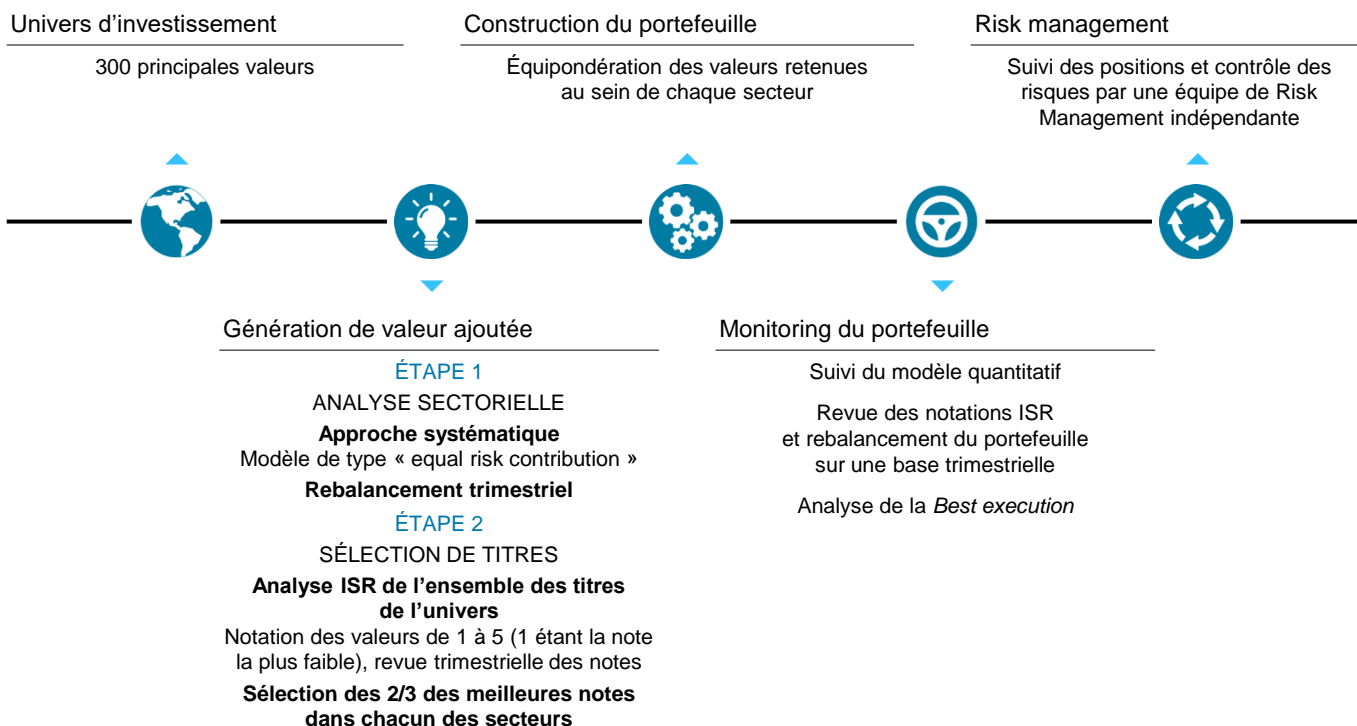 Univers d’investissement
300 principales valeurs
Construction du portefeuille
Équipondération des valeurs retenues
au sein de chaque secteur
Risk management
Suivi des positions et contrôle des
risques par une équipe de Risk
Management indépendante
Génération de valeur ajoutée
ÉTAPE 1
ANALYSE SECTORIELLE
Approche systématique
Modèle de type « equal risk contribution »
Rebalancement trimestriel
ÉTAPE 2
SÉLECTION DE TITRES
Analyse ISR de l’ensemble des titres
de l’univers
Notation des valeurs de 1 à 5 (1 étant la note
la plus faible), revue trimestrielle des notes
Sélection des 2/3 des meilleures notes
dans chacun des secteurs
Monitoring du portefeuille
Suivi du modèle quantitatif
Revue des notations ISR
et rebalancement du portefeuille
sur une base trimestrielle
Analyse de la Best execution